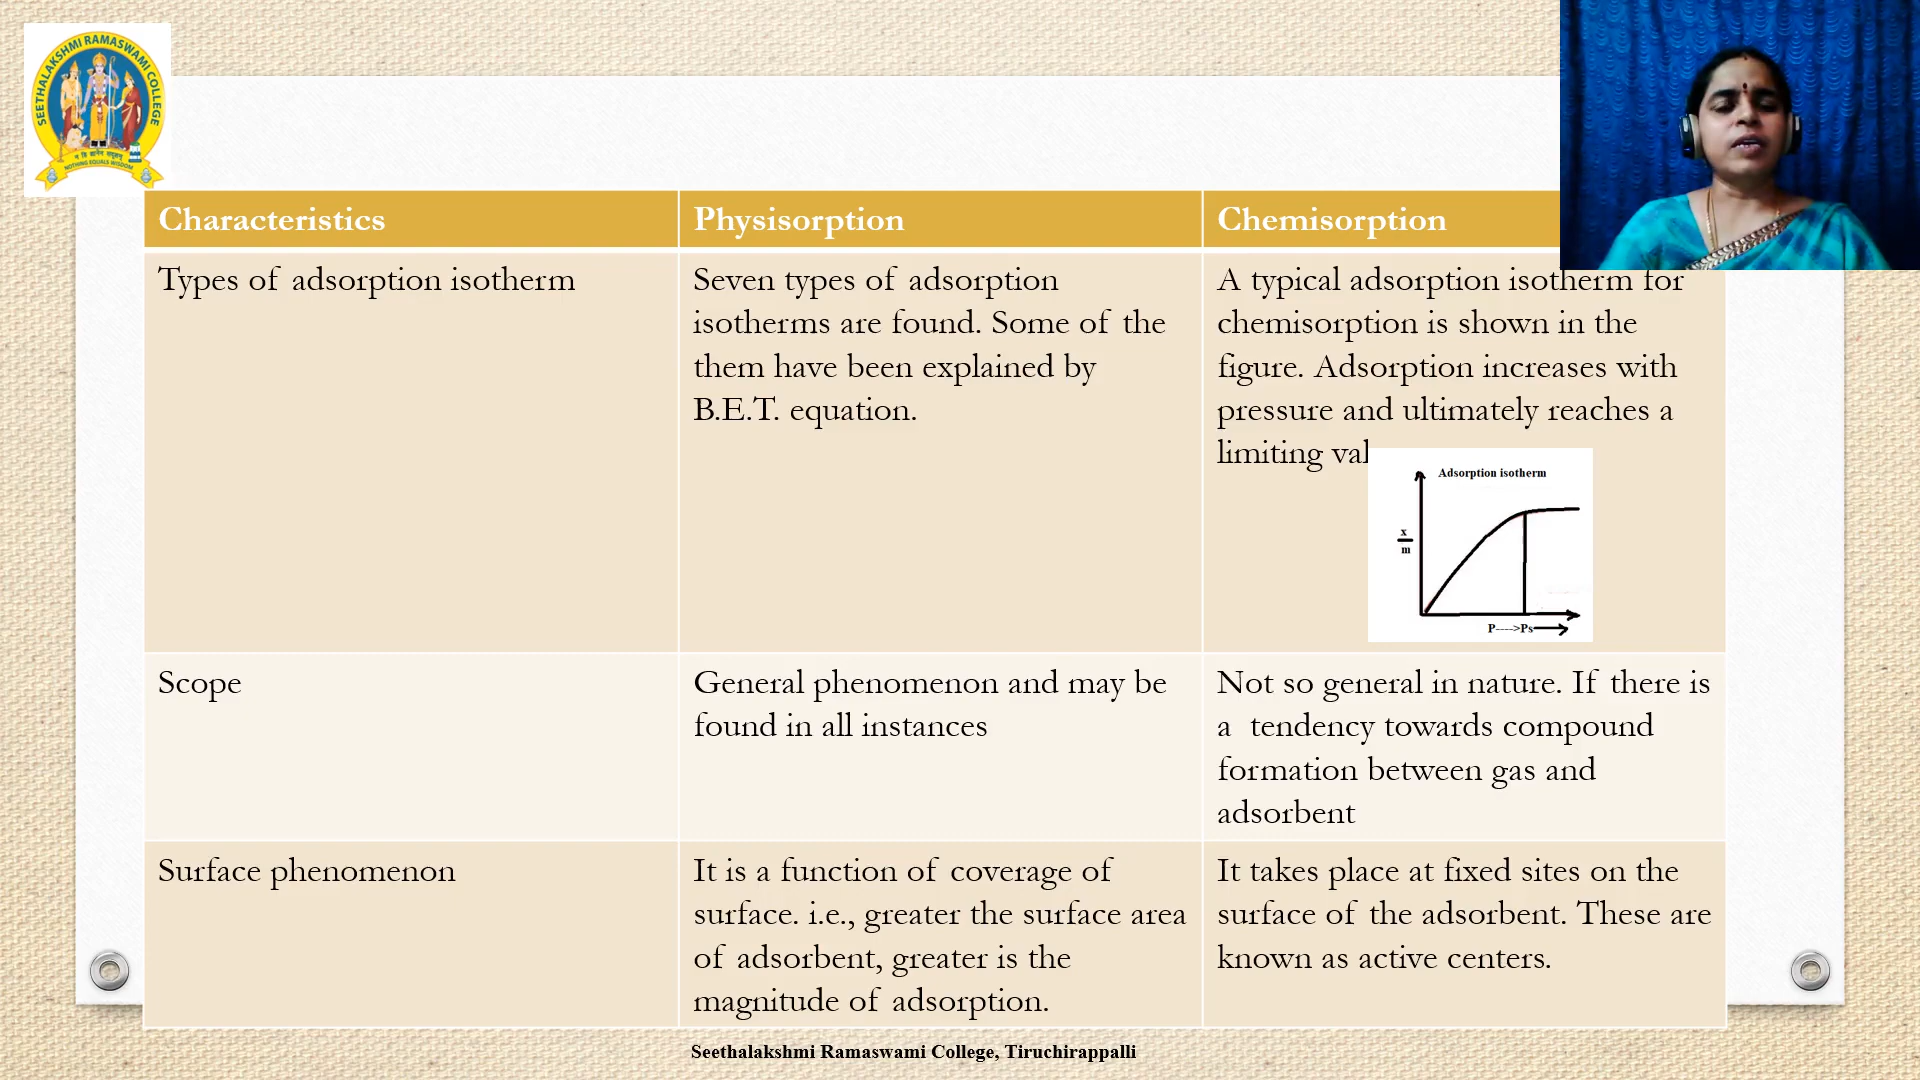 SEETHALAKSHMI RAMASWAMI COLLEGE
NOTHING EQUALS WISDOM
Characteristics
Physisorption
Chemisorption
Types of adsorption isotherm
Seven types of adsorption
isotherms are found. Some of the
them have been explained by
B.E.T. equation.
A typical adsorption isotherm for
chemisorption is shown in the
figure. Adsorption increases with
pressure and ultimately reaches a
limiting val
Adsorption isotherm
x
m
P---->Ps
Scope
General phenomenon and may be
found in all instances
Not so general in nature. If there is
a tendency towards compound
formation between gas and
adsorbent
Surface phenomenon
It is a function of coverage of
surface. i.e., greater the surface area
of adsorbent, greater is the
magnitude of adsorption.
It takes place at fixed sites on the
surface of the adsorbent. These are
known as active centers.
Seethalakshmi Ramaswami College, Tiruchirappalli